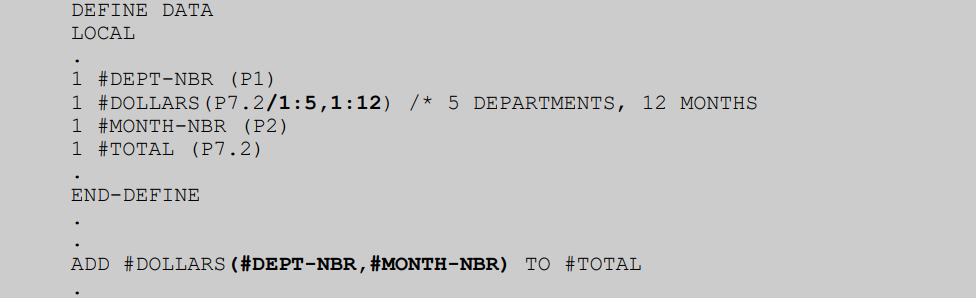 DEFINE DATA
LOCAL
.
1 #DEPT-NBR (P1)
1 #DOLLARS(P7.2/1:5,1:12) /* 5 DEPARTMENTS, 12 MONTHS
1 #MONTH-NBR (P2)
1 #TOTAL (P7.2)
.
END-DEFINE
.
.
ADD #DOLLARS(#DEPT-NBR,#MONTH-NBR) TO #TOTAL
.